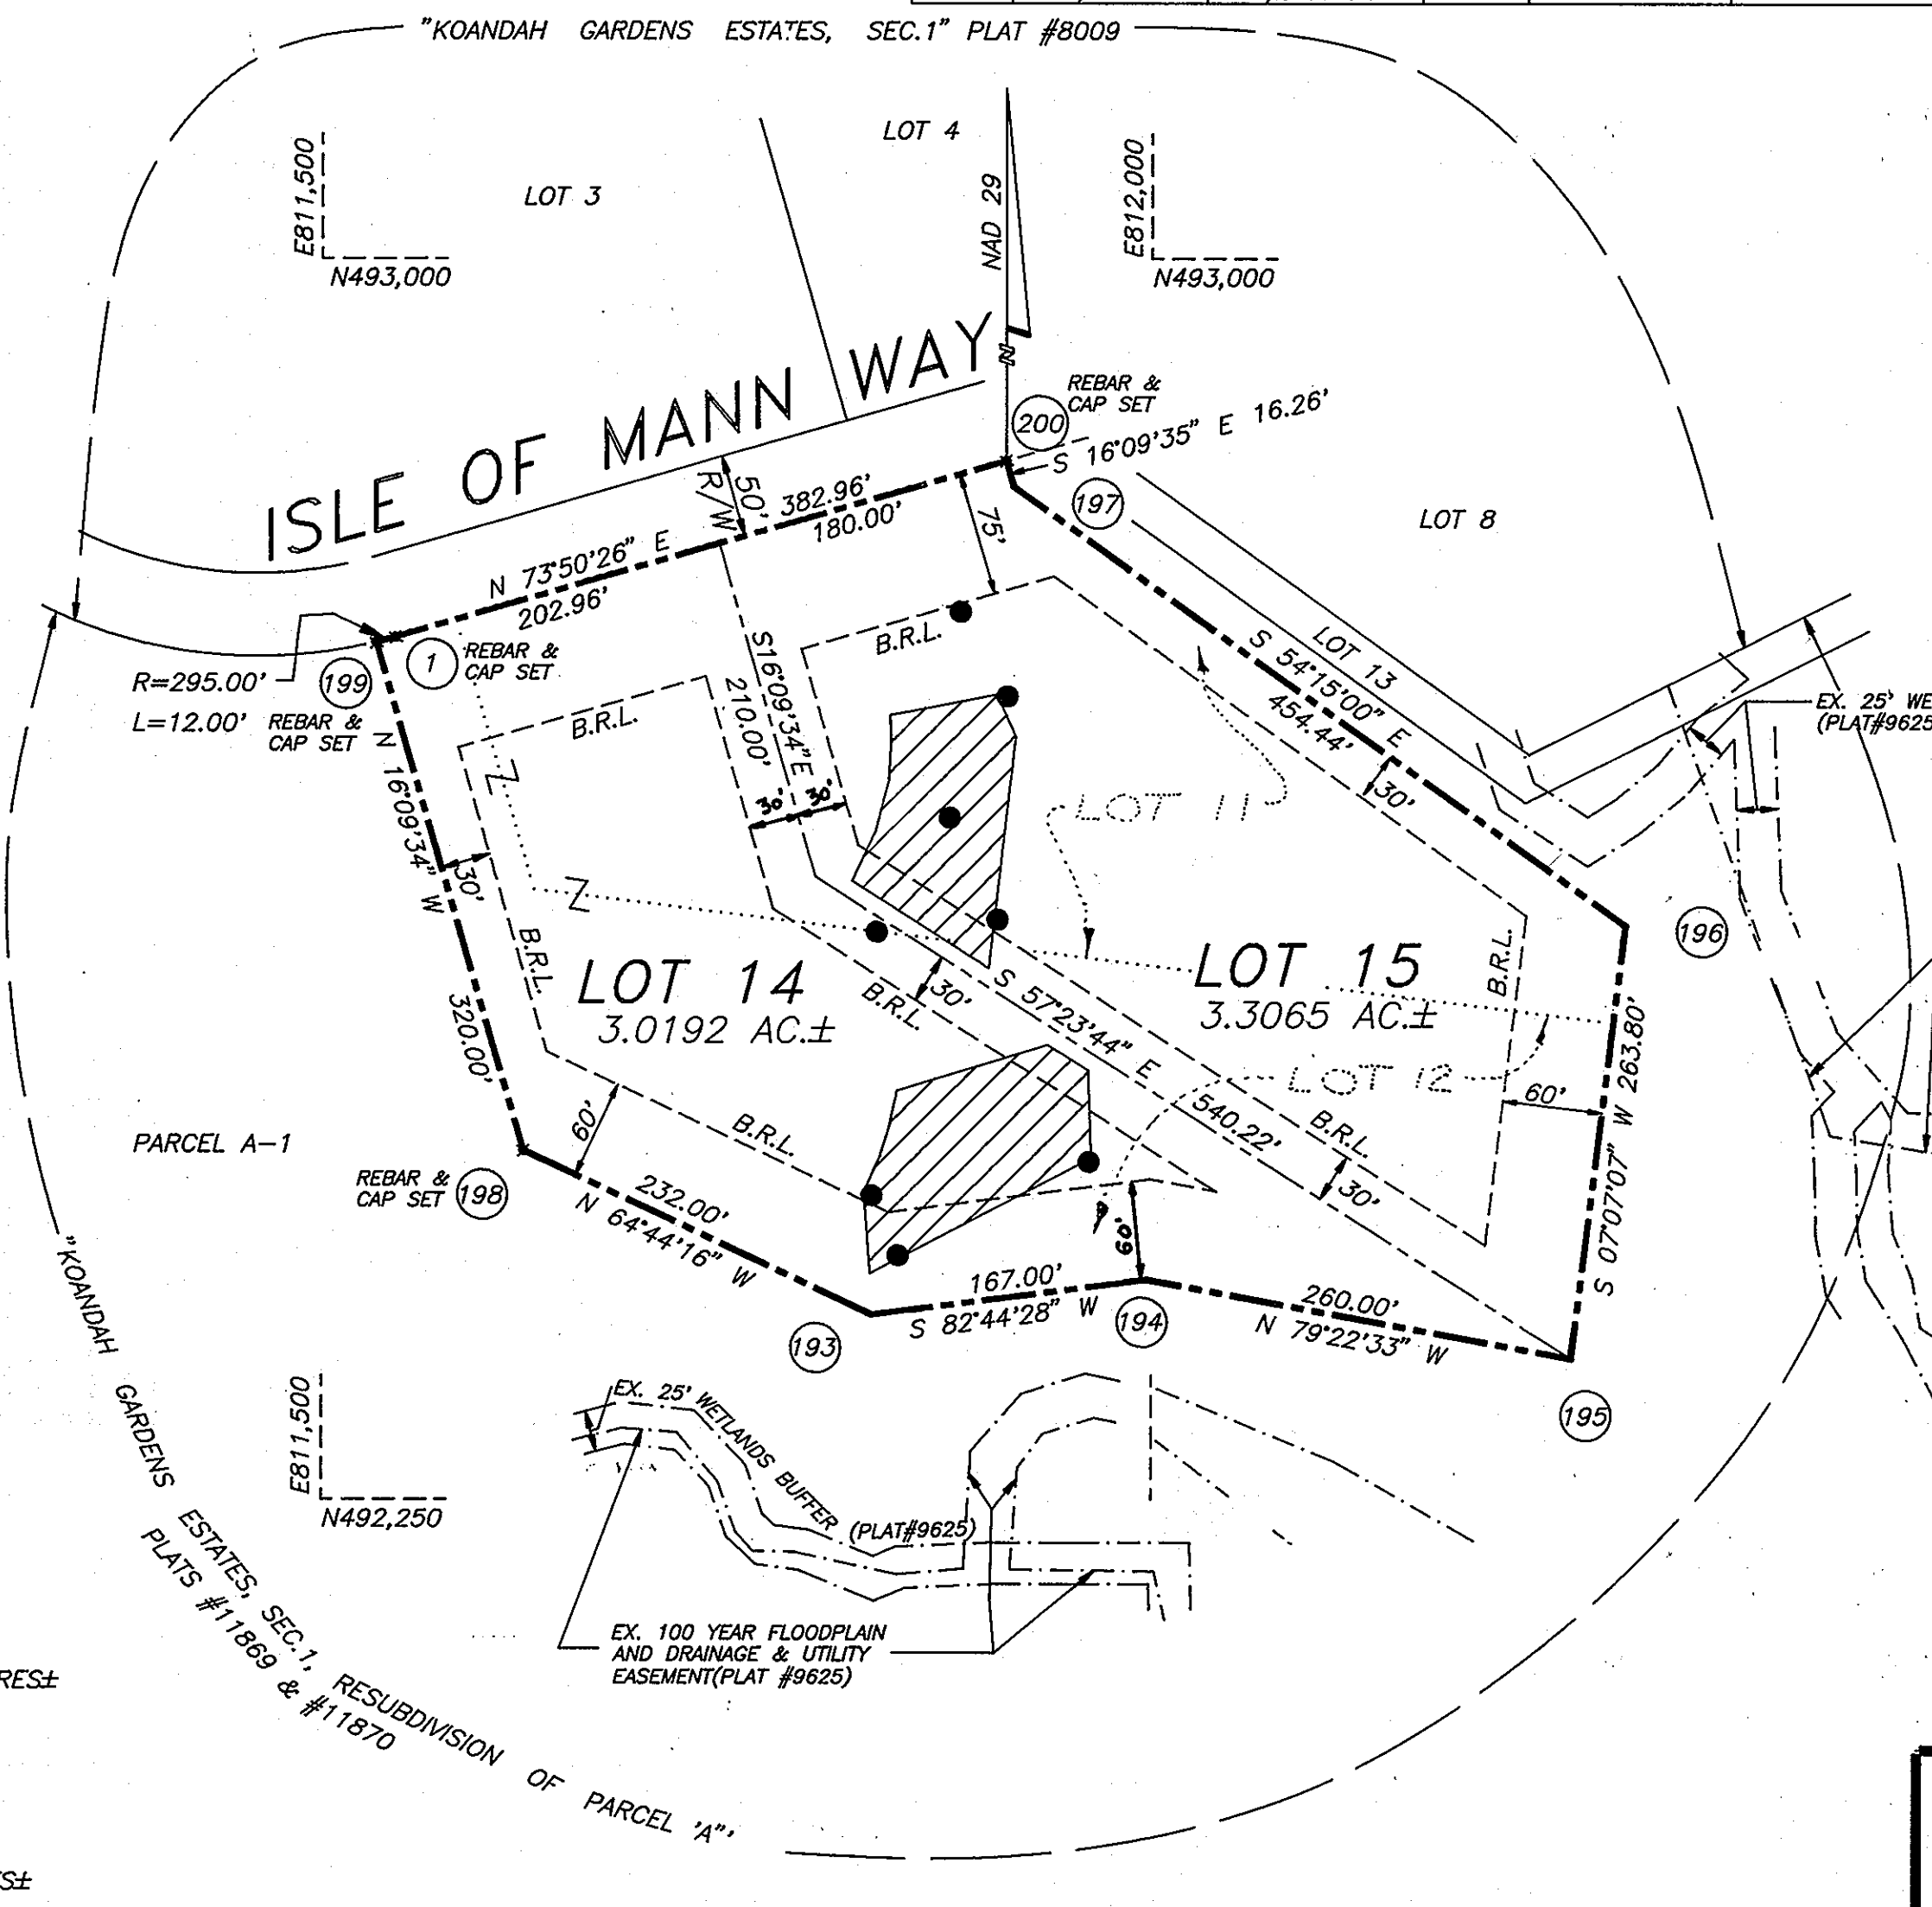 "KOANDAH GARDENS ESTATES, SEC.1" PLAT #8009
LOT 4
LOT 3
E811,500
N493,000
NAD 29
E812,000
N493,000
N
ISLE OF MANN WAY
REBAR &
CAP SET
200
S 16°09'35" E 16.26'
197
LOT 8
50'
R/W
382.96'
180.00'
75'
N 73°50'26" E
202.96'
1
REBAR &
CAP SET
199
R=295.00'
L=12.00'
REBAR &
CAP SET
B.R.L.
B.R.L.
S16°09'34"E
210.00'
LOT 13
S 54°15'00" E
454.44'
30'
EX. 25' WE
(PLAT#9625
N 16°09'34" W
320.00'
30'
30'
30'
LOT 11
Z
Z
B.R.L.
196
LOT 14
3.0192 AC.±
30'
B.R.L.
S 57°23'44" E
540.22'
LOT 15
3.3065 AC.±
B.R.L.
LOT 12
60'
S 07°07'07" W 263.80'
PARCEL A-1
REBAR &
CAP SET
198
60'
B.R.L.
B.R.L.
30'
60'
232.00'
N 64°44'16" W
167.00'
S 82°44'28" W
260.00'
N 79°22'33" W
193
194
195
E811,500
N492,250
EX. 25' WETLANDS BUFFER
(PLAT#9625)
EX. 100 YEAR FLOODPLAIN
AND DRAINAGE & UTILITY
EASEMENT(PLAT #9625)
"KOANDAH GARDENS ESTATES, SEC.1, RESUBDIVISION OF PARCEL 'A'"
PLATS #11869 & #11870
RES±
S±